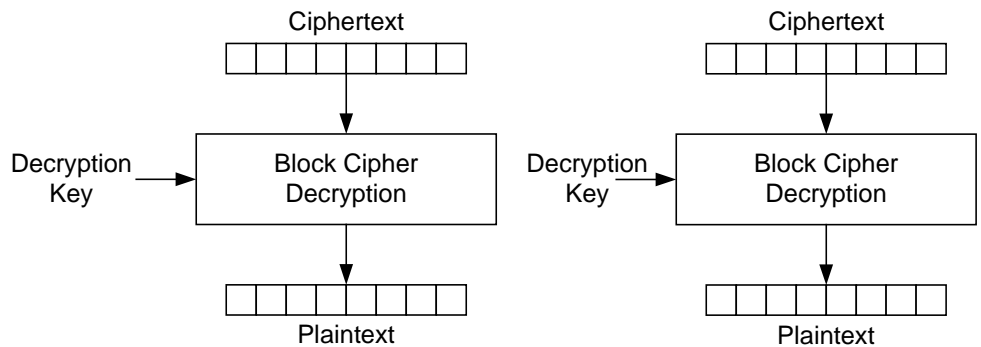 Ciphertext
Decryption
Key
Block Cipher
Decryption
Plaintext
Ciphertext
Decryption
Key
Block Cipher
Decryption
Plaintext